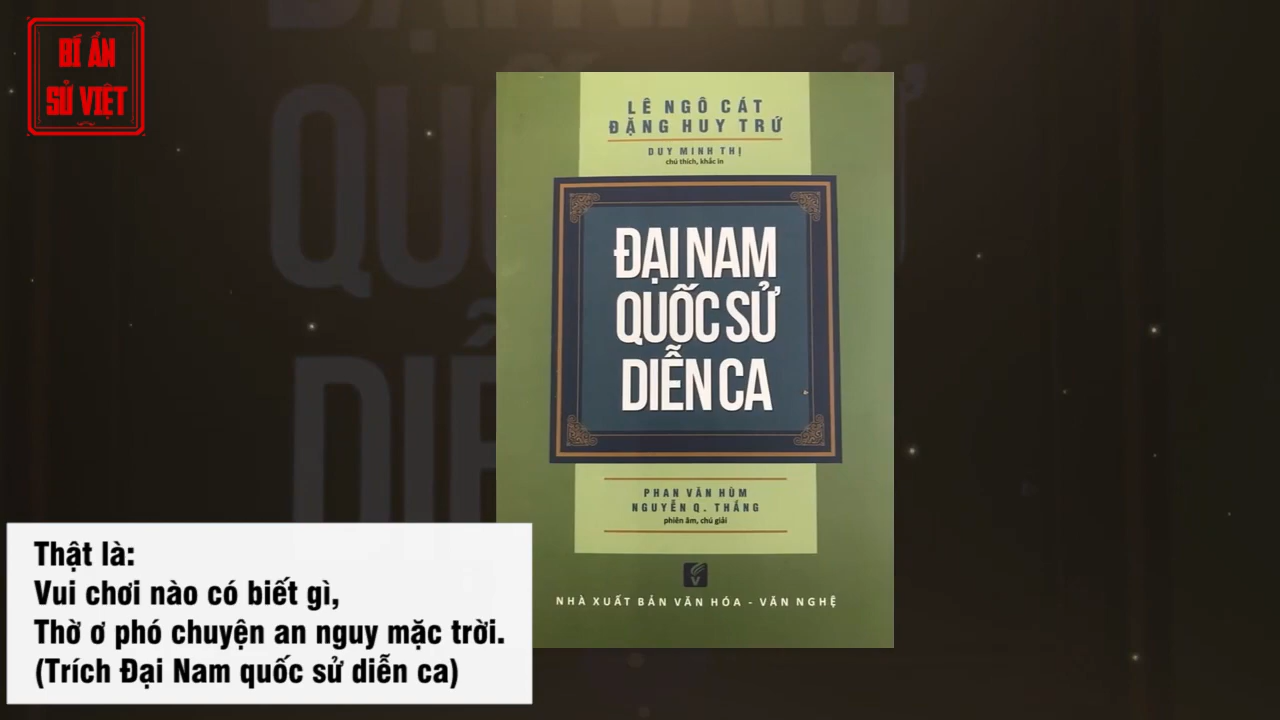 BÍ ẨN
SỬ VIỆT
LÊ NGÔ CÁT
ĐẶNG HUY TRỨ
DUY MINH THỊ
chú thích, khắc in
ĐẠI NAM
QUỐC SỬ
DIỄN CA
PHAN VĂN HÙM
NGUYỄN Q. THẮNG
phiên âm, chú giải
NHÀ XUẤT BẢN VĂN HÓA - VĂN NGHỆ
Thật là:
Vui chơi nào có biết gì,
Thờ ơ phó chuyện an nguy mặc trời.
(Trích Đại Nam quốc sử diễn ca)